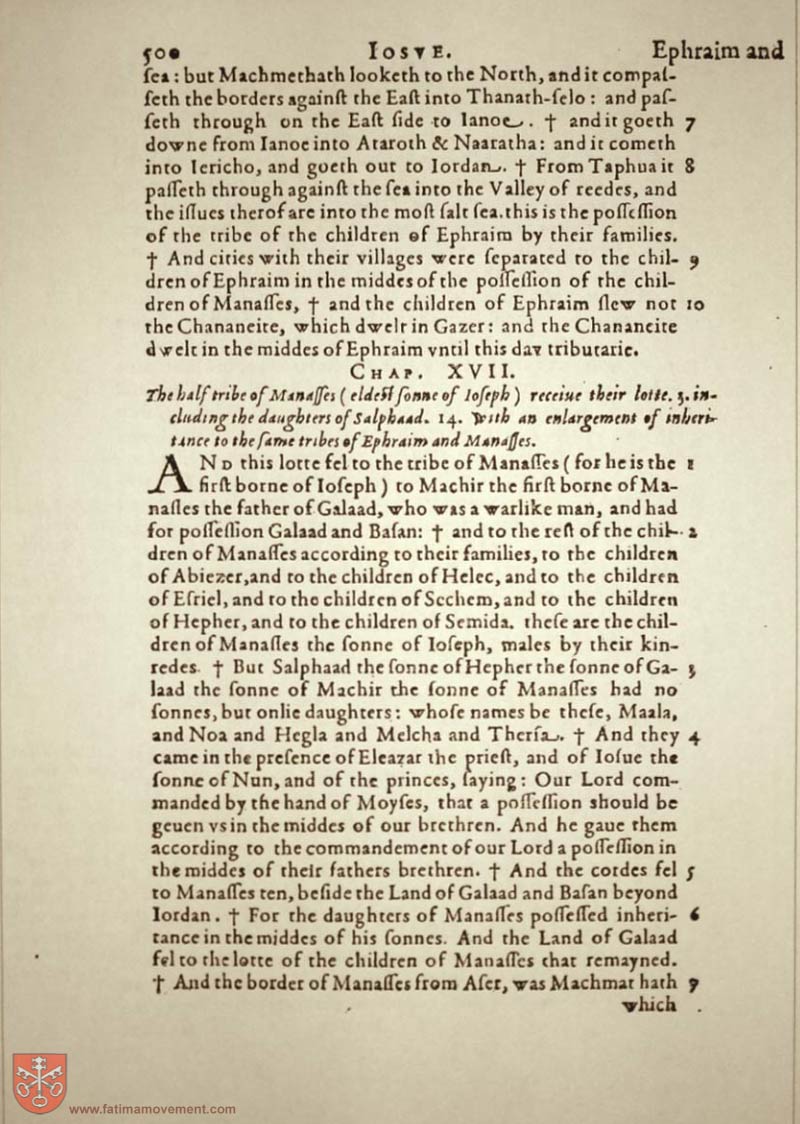 500 IOSVE. Ephraim and
ſea: but Machmethath looketh to the North, and it compaſ-
ſeth the borders againſt the Eaſt into Thanath-ſelo: and paſ-
ſeth through on the Eaſt ſide to Ianoe. † and it goeth 7
downe from Ianoe into Ataroth & Naaratha: and it cometh
into Iericho, and goeth out to Iordan. † From Taphua it 8
paſſeth through againſt the ſea into the Valley of reedes, and
the iſſues therof are into the moſt ſalt ſea. this is the poſſeſſion
of the tribe of the children of Ephraim by their families.
† And cities with their villages were ſeparated to the chil- 9
dren of Ephraim in the middes of the poſſeſſion of the chil-
dren of Manaſſes, † and the children of Ephraim ſlew not 10
the Chananeite, which dwelt in Gazer: and the Chananeite
dwelt in the middes of Ephraim vntil this day tributarie.
CHAP. XVII.
The half tribe of Manaſſes (eldeſt ſonne of Ioſeph) receiue their lotte. 3. in-
cluding the daughters of Salphaad. 14. With an enlargement of inheri-
tance to the ſame tribes of Ephraim and Manaſſes.
AND this lotte fel to the tribe of Manaſſes (for he is the 1
firſt borne of Ioſeph) to Machir the firſt borne of Ma-
naſſes the father of Galaad, who was a warlike man, and had
for poſſeſſion Galaad and Baſan: † and to the reſt of the chil- 2
dren of Manaſſes according to their families, to the children
of Abiezer, and to the children of Helec, and to the children
of Eſriel, and to the children of Sechem, and to the children
of Hepher, and to the children of Semida. theſe are the chil-
dren of Manaſſes the ſonne of Ioſeph, males by their kin-
redes. † But Salphaad the ſonne of Hepher the ſonne of Ga- 3
laad the ſonne of Machir the ſonne of Manaſſes had no
ſonnes, but onlie daughters: whoſe names be theſe, Maala,
and Noa and Hegla and Melcha and Therſa. † And they 4
came in the preſence of Eleazar the prieſt, and of Ioſue the
ſonne of Nun, and of the princes, ſaying: Our Lord com-
manded by the hand of Moyſes, that a poſſeſſion should be
geuen vs in the middes of our brethren. And he gaue them
according to the commandement of our Lord a poſſeſſion in
the middes of their fathers brethren. † And the cordes fel 5
to Manaſſes ten, beſide the Land of Galaad and Baſan beyond
Iordan. † For the daughters of Manaſſes poſſeſſed inheri- 6
tance in the middes of his ſonnes. And the Land of Galaad
fel to the lotte of the children of Manaſſes that remayned.
† And the border of Manaſſes from Aſer, was Machmathath 7
which
www.fatimamovement.com